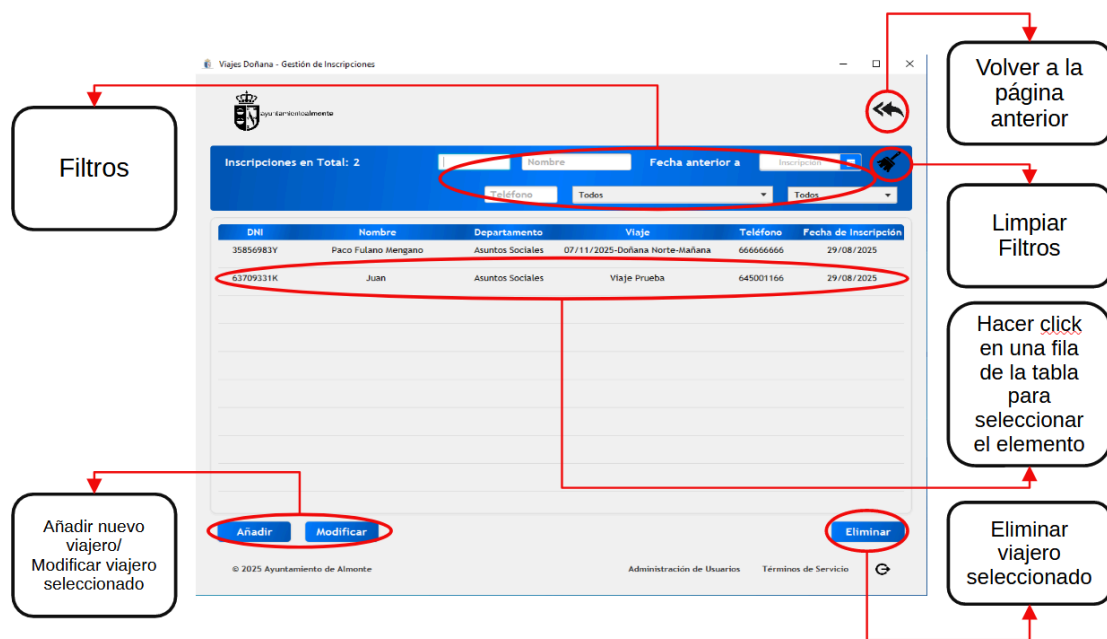 Volver a la
página
anterior
Viajes Doñana - Gestión de Inscripciones
ayuntamientoalmonte
Filtros
Inscripciones en Total: 2
Nombre
Fecha anterior a
Inscripción
Teléfono
Todos
Todos
Limpiar
Filtros
DNI Nombre Departamento Viaje Teléfono Fecha de Inscripción
35856983Y Paco Fulano Mengano Asuntos Sociales 07/11/2025-Doñana Norte-Mañana 666666666 29/08/2025
63709331K Juan Asuntos Sociales Viaje Prueba 645001166 29/08/2025
Hacer click
en una fila
de la tabla
para
seleccionar
el elemento
Añadir nuevo
viajero/
Modificar viajero
seleccionado
Añadir
Modificar
Eliminar
Eliminar
viajero
seleccionado
© 2025 Ayuntamiento de Almonte
Administración de Usuarios
Términos de Servicio